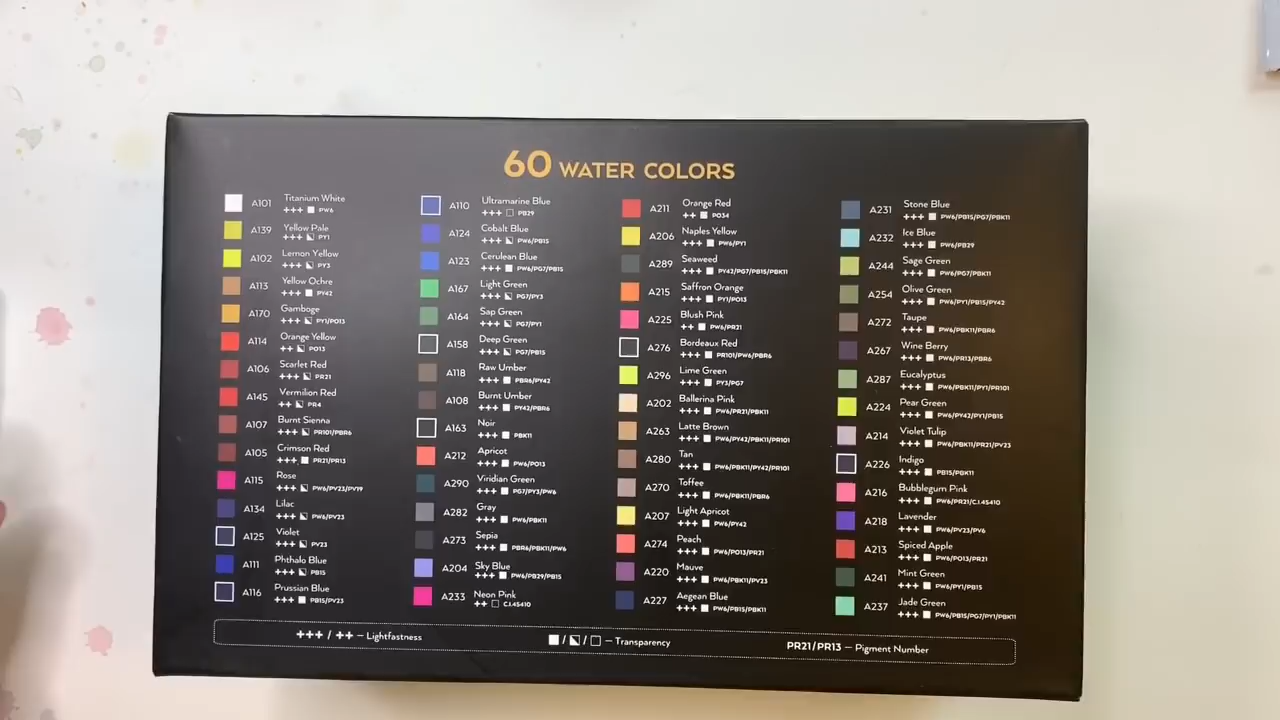 60 WATER COLORS
A101 Titanium White
+++ PW6
A139 Yellow Pale
+++ PY1
A102 Lemon Yellow
+++ PY3
A113 Yellow Ochre
+++ PY42
A170 Gamboge
+++ PY1/PO13
A114 Orange Yellow
++ PO13
A106 Scarlet Red
+++ PR21
A145 Vermilion Red
++ PR4
A107 Burnt Sienna
+++ PR101/PBR6
A105 Crimson Red
+++ PR21/PR13
A115 Rose
+++ PW6/PV23/PV19
A134 Lilac
+++ PW6/PV23
A125 Violet
+++ PV23
A111 Phthalo Blue
+++ PB15
A116 Prussian Blue
+++ PB15/PV23
A110 Ultramarine Blue
+++ PB29
A124 Cobalt Blue
+++ PW6/PB15
A123 Cerulean Blue
+++ PW6/PG7/PB15
A167 Light Green
+++ PG7/PY3
A164 Sap Green
+++ PG7/PY1
A158 Deep Green
+++ PG7/PB15
A118 Raw Umber
+++ PBR6/PY42
A108 Burnt Umber
+++ PY42/PBR6
A163 Noir
+++ PBK11
A212 Apricot
+++ PW6/PO13
A290 Viridian Green
+++ PG7/PY3/PW6
A282 Gray
+++ PW6/PBK11
A273 Sepia
+++ PBR6/PBK11/PW6
A204 Sky Blue
+++ PW6/PB29/PB15
A233 Neon Pink
++ C.I.45410
A211 Orange Red
++ PO34
A206 Naples Yellow
+++ PW6/PY1
A289 Seaweed
+++ PY42/PG7/PB15/PBK11
A215 Saffron Orange
+++ PY1/PO13
A225 Blush Pink
++ PW6/PR21
A276 Bordeaux Red
+++ PR101/PW6/PBR6
A296 Lime Green
+++ PY3/PG7
A202 Ballerina Pink
+++ PW6/PR21/PBK11
A263 Latte Brown
+++ PW6/PY42/PBK11/PR101
A280 Tan
+++ PW6/PBK11/PY42/PR101
A270 Toffee
+++ PW6/PBK11/PBR6
A207 Light Apricot
+++ PW6/PY42
A274 Peach
+++ PW6/PO13/PR21
A220 Mauve
+++ PW6/PBK11/PV23
A227 Aegean Blue
+++ PW6/PB15/PBK11
A231 Stone Blue
+++ PW6/PB15/PG7/PBK11
A232 Ice Blue
+++ PW6/PB29
A244 Sage Green
+++ PW6/PG7/PBK11
A254 Olive Green
+++ PW6/PY1/PB15/PY42
A272 Taupe
+++ PW6/PBK11/PBR6
A267 Wine Berry
+++ PW6/PR13/PBR6
A287 Eucalyptus
+++ PW6/PBK11/PY1/PR101
A224 Pear Green
+++ PW6/PY42/PY1/PB15
A214 Violet Tulip
+++ PW6/PBK11/PR21/PV23
A226 Indigo
+++ PB15/PBK11
A216 Bubblegum Pink
+++ PW6/PR21/C.I.45410
A218 Lavender
+++ PW6/PV23/PV6
A213 Spiced Apple
+++ PW6/PO13/PR21
A241 Mint Green
+++ PW6/PY1/PB15
A237 Jade Green
+++ PW6/PB15/PG7/PY1/PBK11
+++ / ++ — Lightfastness
/ / — Transparency
PR21/PR13 — Pigment Number